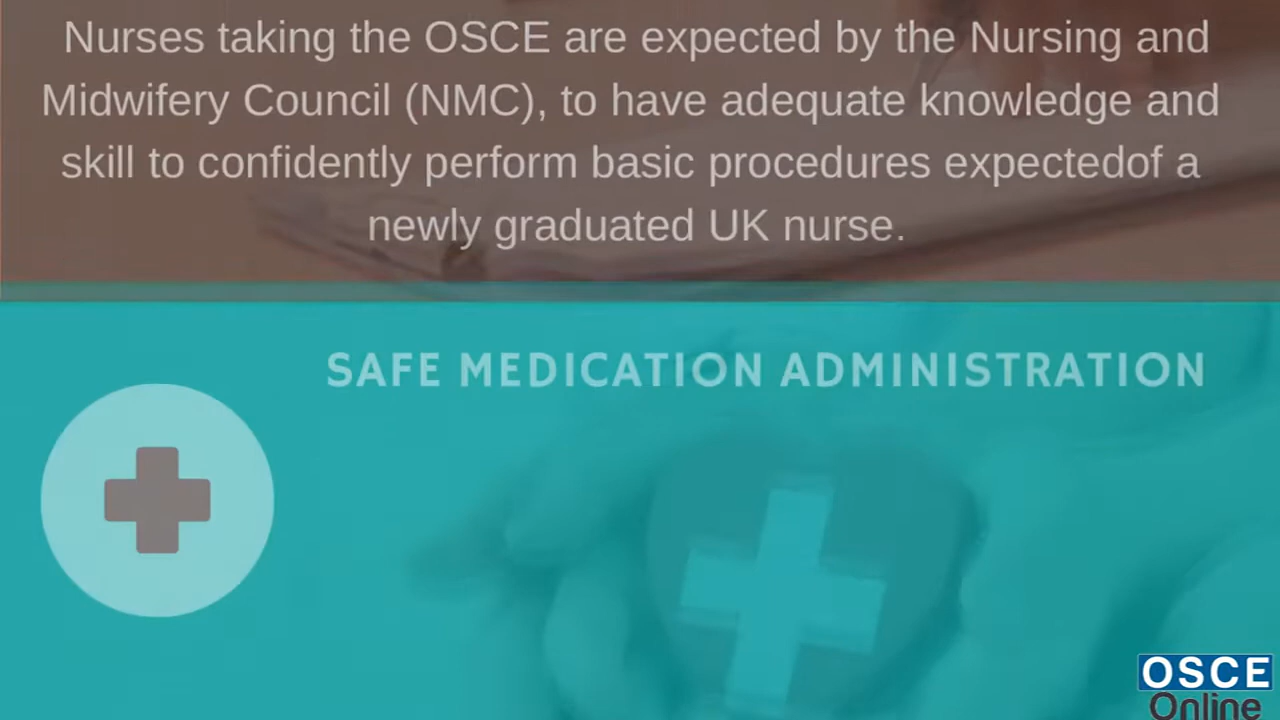 Nurses taking the OSCE are expected by the Nursing and
Midwifery Council (NMC), to have adequate knowledge and
skill to confidently perform basic procedures expectedof a
newly graduated UK nurse.
SAFE MEDICATION ADMINISTRATION
OSCE
Online